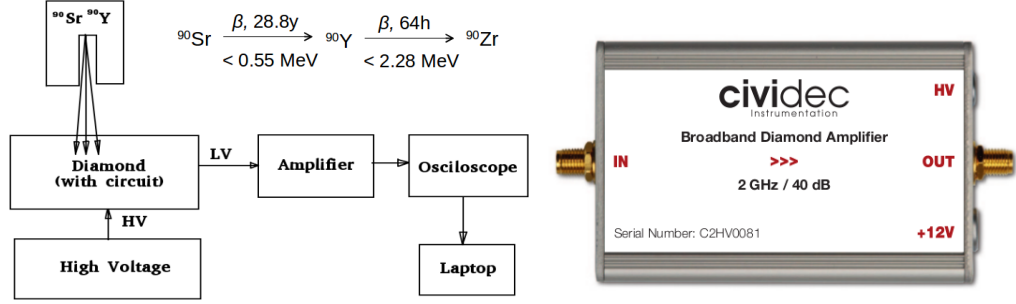 ⁹⁰Sr ⁹⁰Y
β, 28.8y
β, 64h
⁹⁰Sr
⁹⁰Y
⁹⁰Zr
< 0.55 MeV
< 2.28 MeV
Diamond
(with circuit)
LV
Amplifier
Osciloscope
HV
High Voltage
Laptop
cividec
Instrumentation
HV
Broadband Diamond Amplifier
IN
>>>
OUT
2 GHz / 40 dB
Serial Number: C2HV0081
+12V